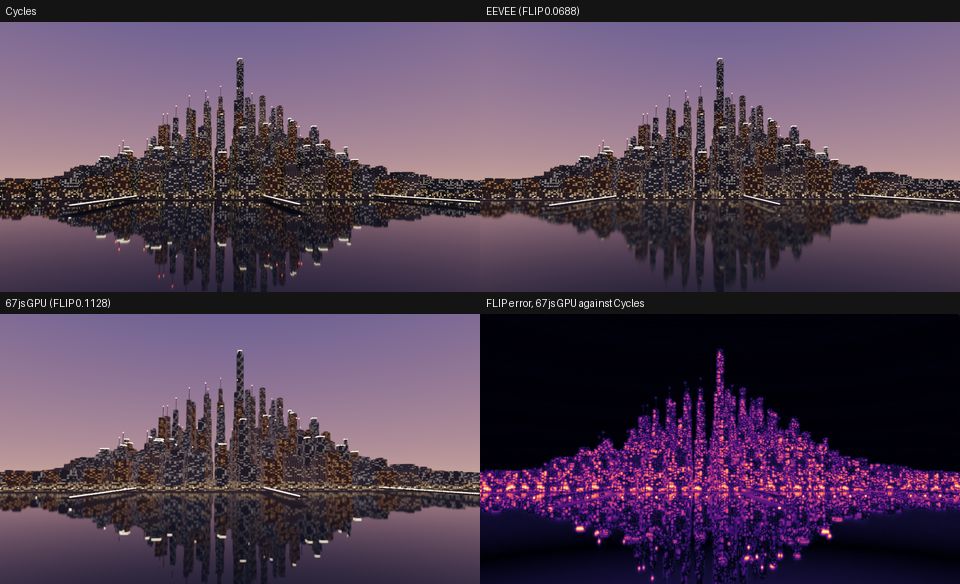 Cycles
EEVEE (FLIP 0.0688)
67js GPU (FLIP 0.1128)
FLIP error, 67js GPU against Cycles